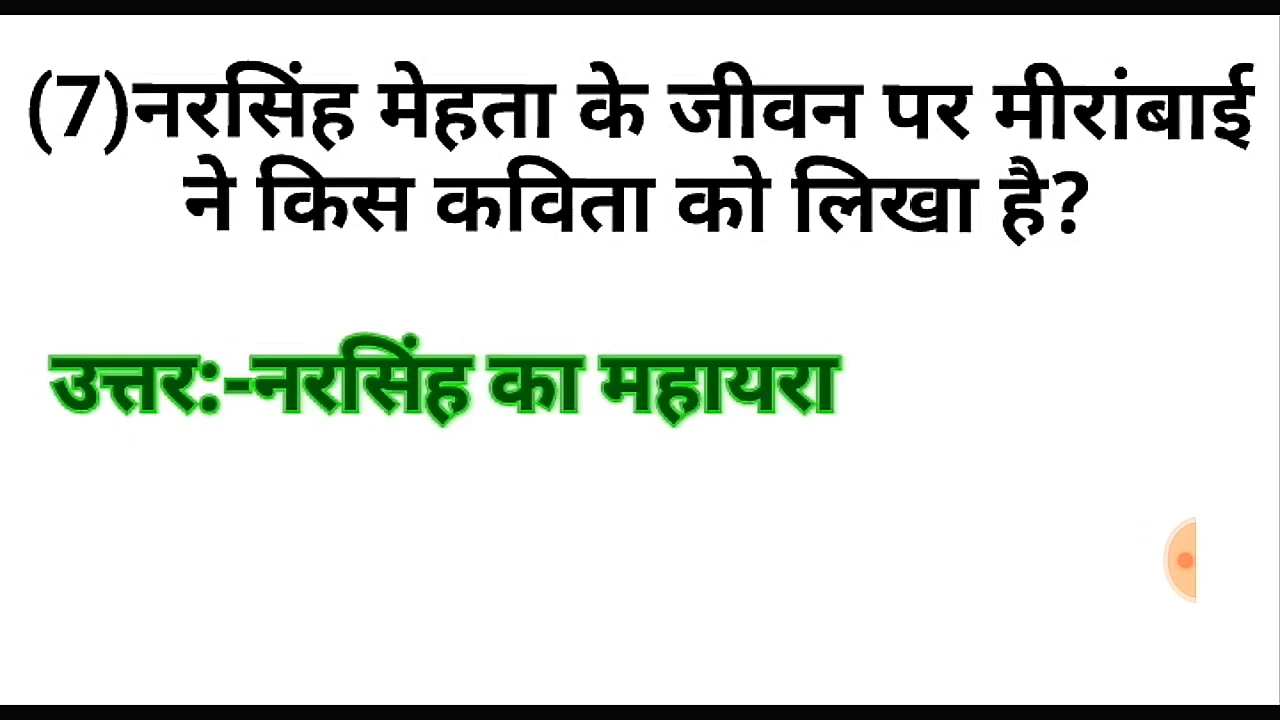 (7)नरसिंह मेहता के जीवन पर मीरांबाई
ने किस कविता को लिखा है?
उत्तर:-नरसिंह का महायरा